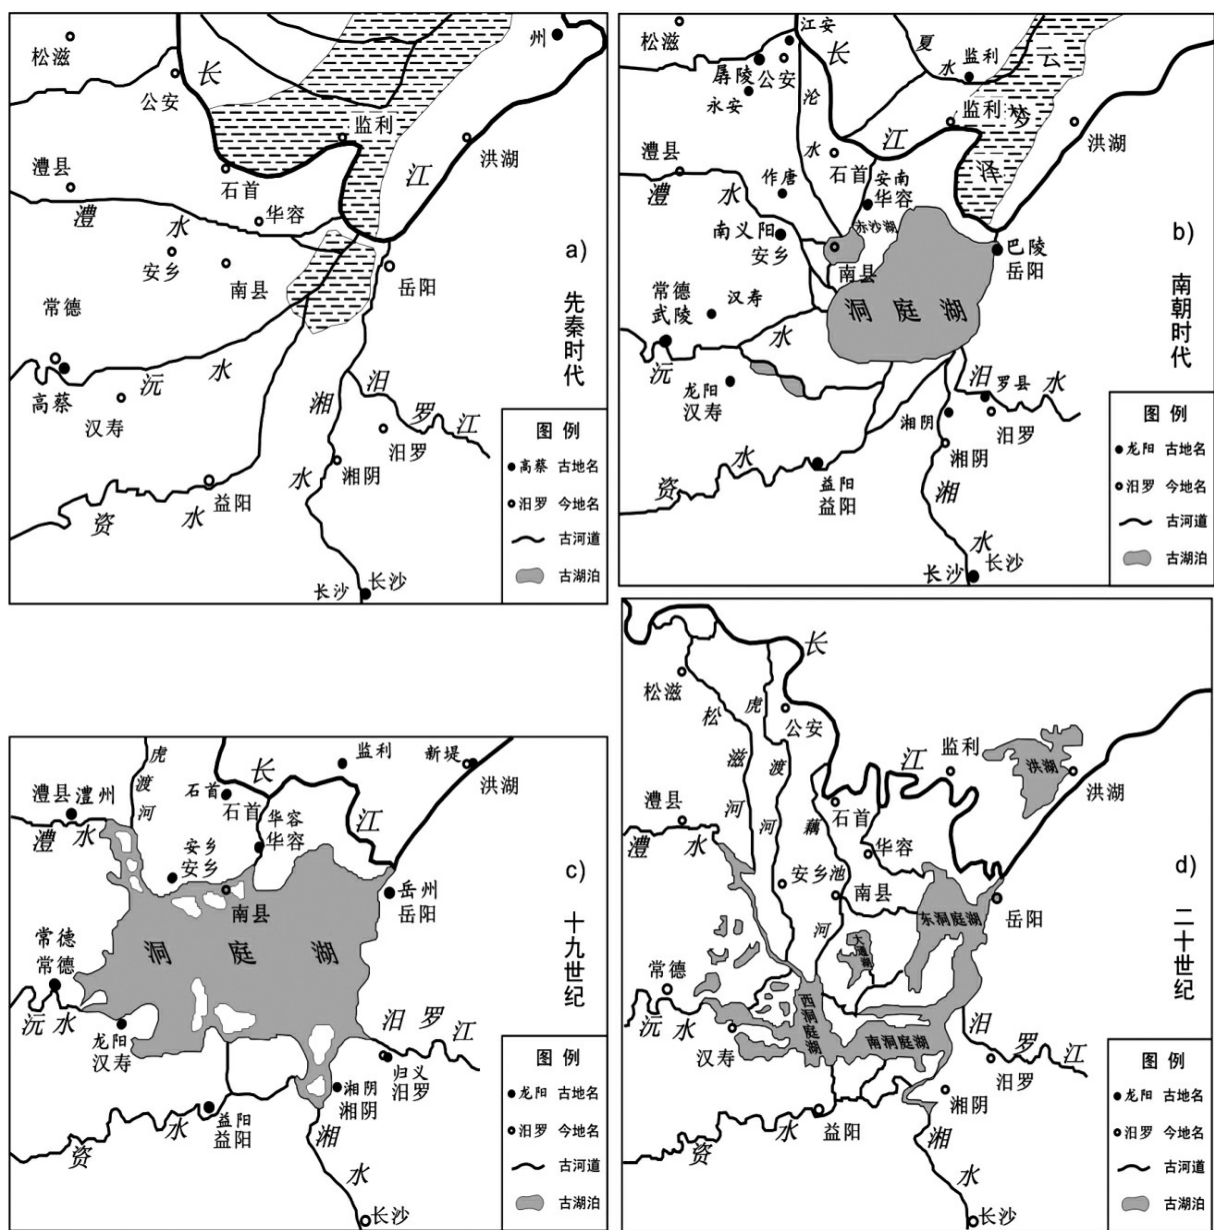 松滋
公安
长
州
监利
江
洪湖
澧县
澧
水
石首
华容
安乡
南县
岳阳
常德
高蔡
沅
水
汉寿
湘
水
汨
罗
江
汨罗
湘阴
益阳
资
水
长沙
长沙
a)
先秦时代
图 例
高蔡 古地名
汨罗 今地名
古河道
古湖泊
松滋
江安
孱陵
公安
永安
长
夏
水
监利
云
梦
泽
监利
沦
水
江
洪湖
澧县
澧
水
石首
作唐
安南
华容
赤沙湖
南义阳
安乡
南县
巴陵
岳阳
洞 庭 湖
常德
武陵
汉寿
沅
水
龙阳
汉寿
汨
罗县
水
汨罗
湘阴
湘阴
湘
水
资
水
益阳
益阳
长沙
长沙
b)
南朝时代
图 例
龙阳 古地名
汨罗 今地名
古河道
古湖泊
虎
渡
河
长
江
监利
新堤
洪湖
澧县
澧州
澧
水
石首
石首
华容
华容
安乡
安乡
南县
岳州
岳阳
洞 庭 湖
常德
常德
沅
水
龙阳
汉寿
汨
罗
江
归义
汨罗
湘阴
湘阴
益阳
益阳
资
水
湘
水
长沙
c)
十九世纪
图 例
龙阳 古地名
汨罗 今地名
古河道
古湖泊
长
松滋
松
滋
河
虎
渡
河
公安
江
监利
洪湖
洪湖
澧县
澧
水
藕
池
河
石首
华容
安乡
南县
东洞庭湖
岳阳
大通湖
常德
沅
水
汉寿
西洞庭湖
南洞庭湖
汨
罗
江
汨罗
湘阴
湘
水
益阳
资
水
长沙
d)
二十世纪
图 例
龙阳 古地名
汨罗 今地名
古河道
古湖泊